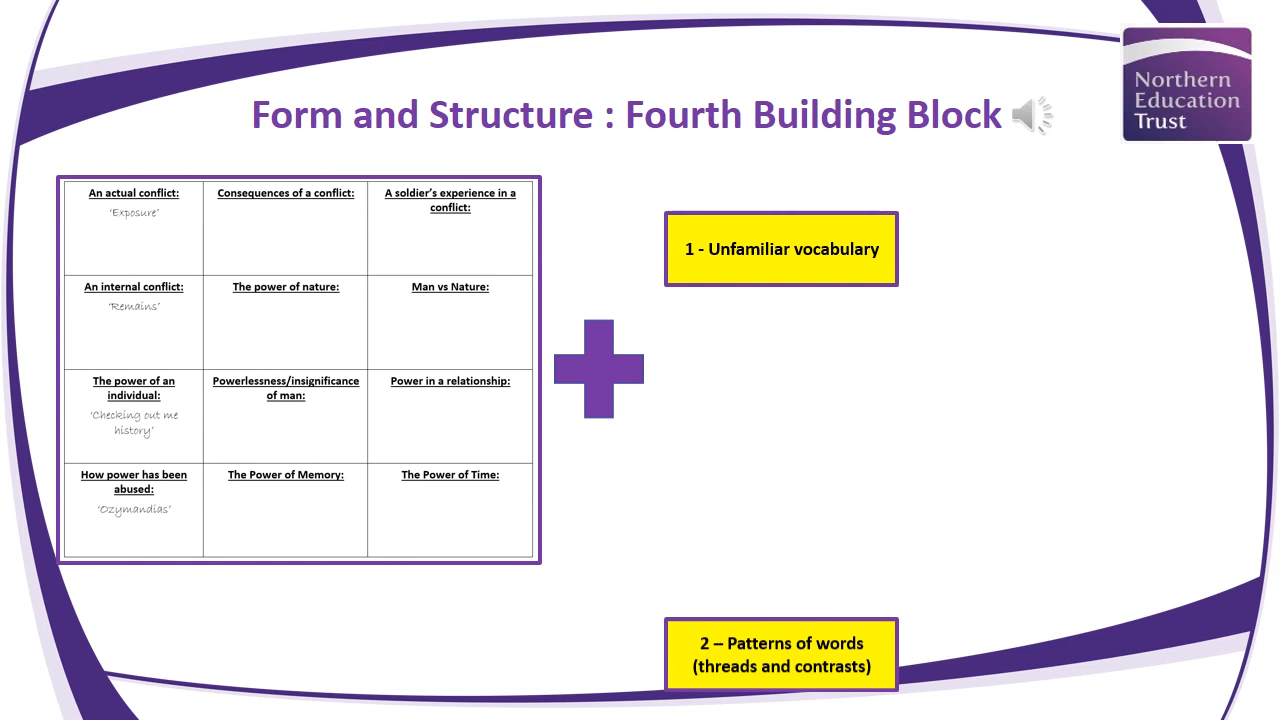 Northern
Education
Trust
Form and Structure : Fourth Building Block
An actual conflict:
'Exposure'
Consequences of a conflict:
A soldier's experience in a
conflict:
An internal conflict:
'Remains'
The power of nature:
Man vs Nature:
The power of an
individual:
'Checking out me
history'
Powerlessness/insignificance
of man:
Power in a relationship:
How power has been
abused:
'Ozymandias'
The Power of Memory:
The Power of Time:
1 - Unfamiliar vocabulary
2 – Patterns of words
(threads and contrasts)